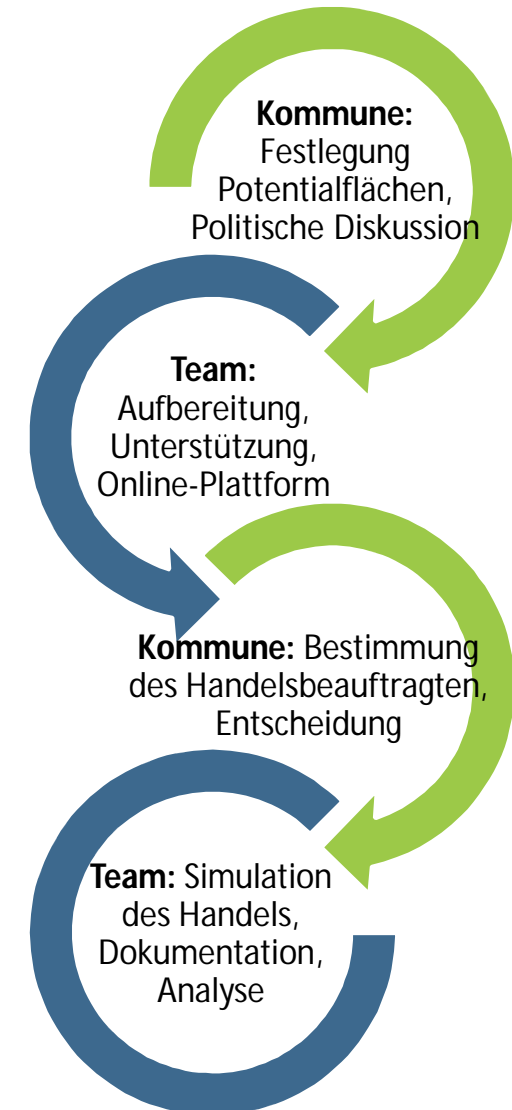 Kommune:
Festlegung
Potentialflächen,
Politische Diskussion
Team:
Aufbereitung,
Unterstützung,
Online-Plattform
Kommune: Bestimmung
des Handelsbeauftragten,
Entscheidung
Team: Simulation
des Handels,
Dokumentation,
Analyse